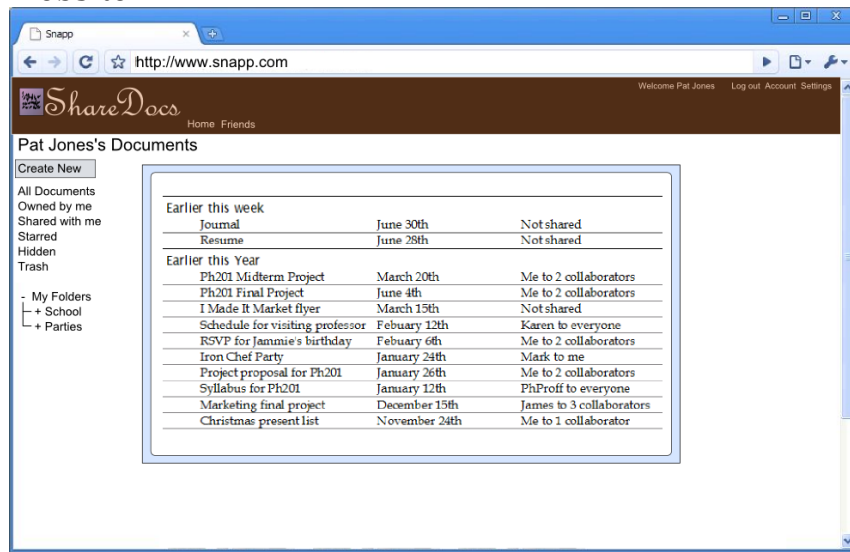 Snapp
http://www.snapp.com
Welcome Pat Jones Log out Account Settings
ShareDocs
Home Friends
Pat Jones's Documents
Create New
All Documents
Owned by me
Shared with me
Starred
Hidden
Trash
- My Folders
+ School
+ Parties
Earlier this week
Journal June 30th Not shared
Resume June 28th Not shared
Earlier this Year
Ph201 Midterm Project March 20th Me to 2 collaborators
Ph201 Final Project June 4th Me to 2 collaborators
I Made It Market flyer March 15th Not shared
Schedule for visiting professor Febuary 12th Karen to everyone
RSVP for Jammie's birthday Febuary 6th Me to 2 collaborators
Iron Chef Party January 24th Mark to me
Project proposal for Ph201 January 26th Me to 2 collaborators
Syllabus for Ph201 January 12th PhProff to everyone
Marketing final project December 15th James to 3 collaborators
Christmas present list November 24th Me to 1 collaborator